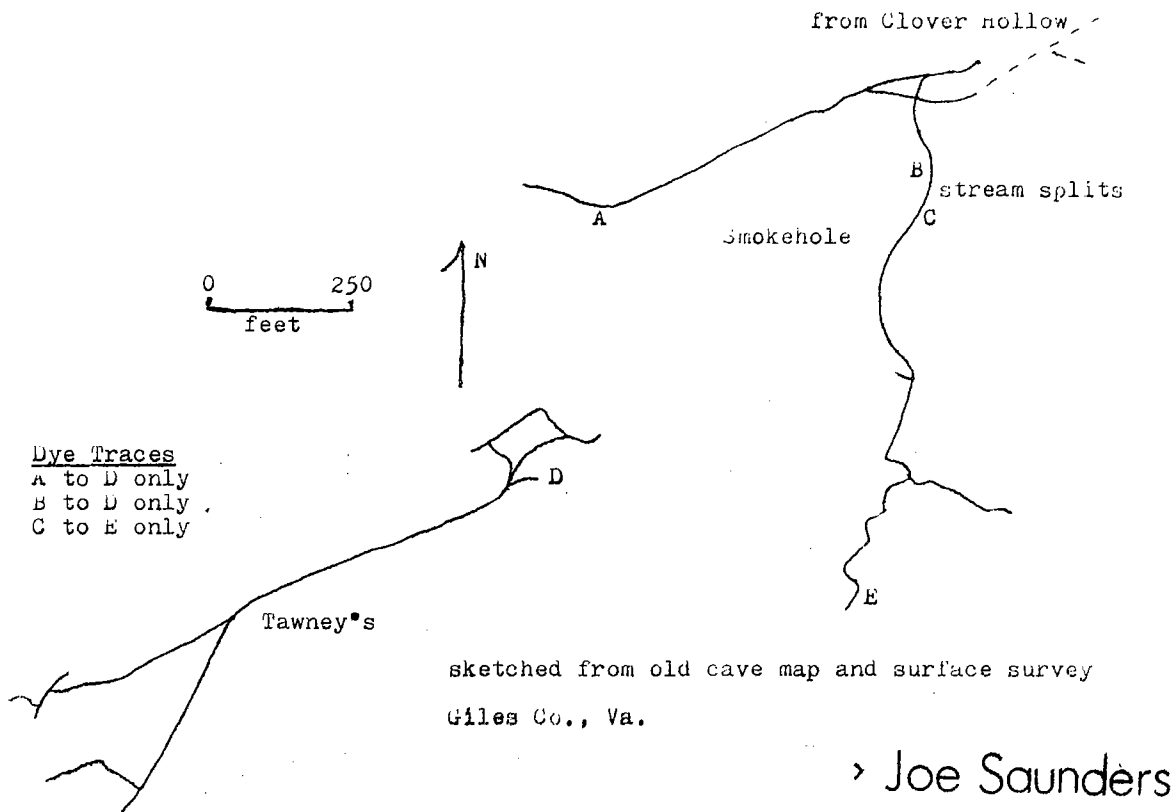 from Clover Hollow
B
stream splits
A
C
Smokehole
N
0 250
feet
Dye Traces
A to D only
B to D only
C to E only
D
E
Tawney's
sketched from old cave map and surface survey
Giles Co., Va.
Joe Saunders